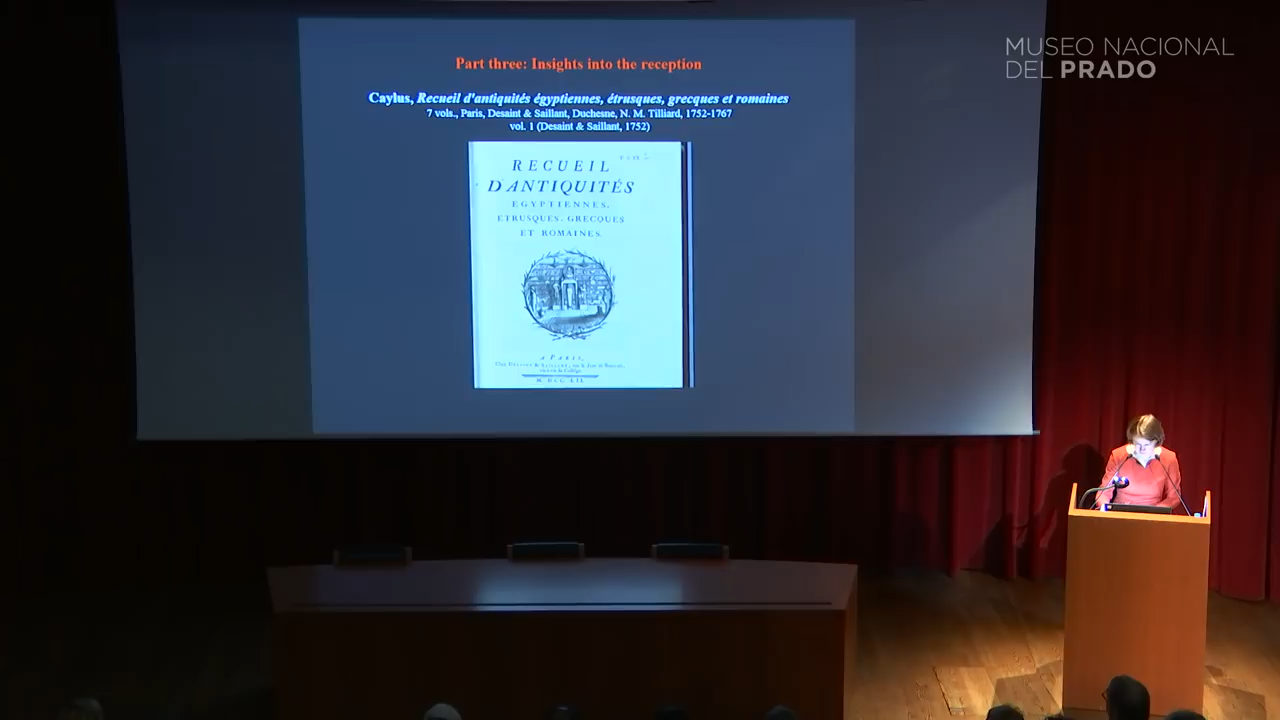 MUSEO NACIONAL
DEL PRADO
Part three: Insights into the reception
Caylus, Recueil d'antiquités égyptiennes, étrusques, grecques et romaines
7 vols., Paris, Desaint & Saillant, Duchesne, N. M. Tilliard, 1752-1767
vol. 1 (Desaint & Saillant, 1752)
RECUEIL
D'ANTIQUITÉS
EGYPTIENNES,
ETRUSQUES, GRECQUES
ET ROMAINES.
A PARIS,
M. DCC. LII.